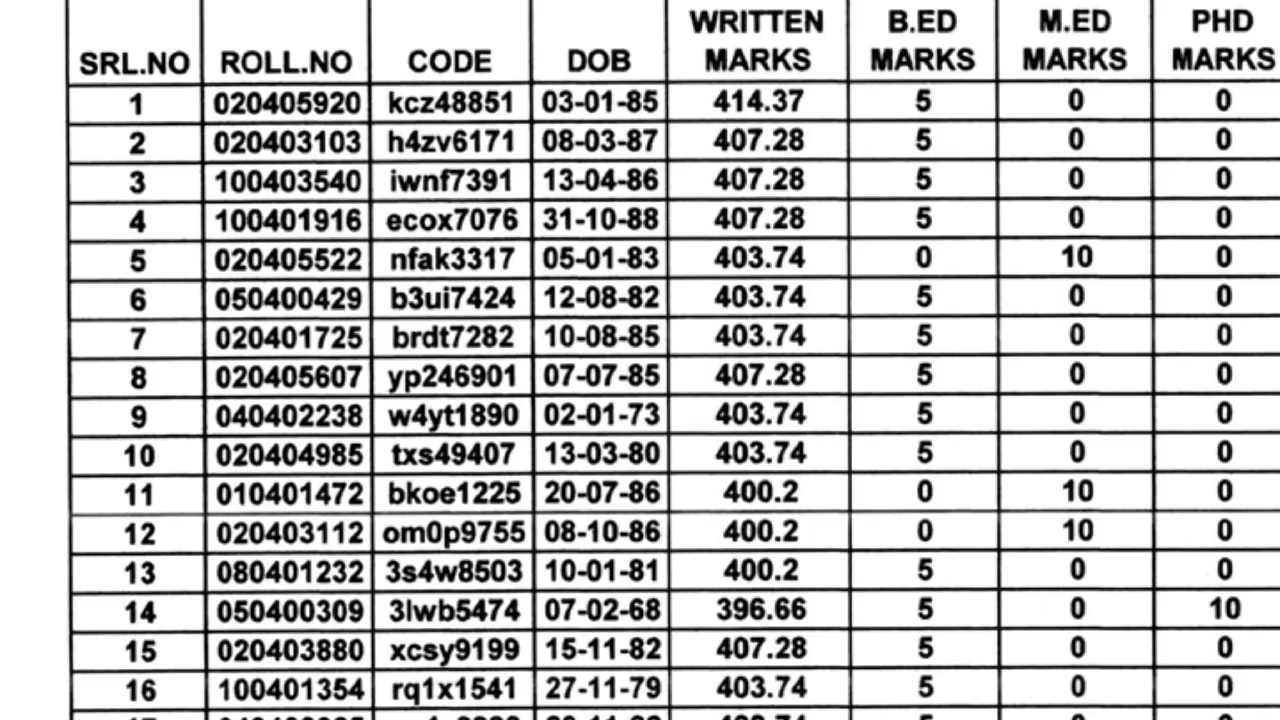 SRL.NO ROLL.NO CODE DOB WRITTEN MARKS B.ED MARKS M.ED MARKS PHD MARKS
1 020405920 kcz48851 03-01-85 414.37 5 0 0
2 020403103 h4zv6171 08-03-87 407.28 5 0 0
3 100403540 iwnf7391 13-04-86 407.28 5 0 0
4 100401916 ecox7076 31-10-88 407.28 5 0 0
5 020405522 nfak3317 05-01-83 403.74 0 10 0
6 050400429 b3ui7424 12-08-82 403.74 5 0 0
7 020401725 brdt7282 10-08-85 403.74 5 0 0
8 020405607 yp246901 07-07-85 407.28 5 0 0
9 040402238 w4yt1890 02-01-73 403.74 5 0 0
10 020404985 txs49407 13-03-80 403.74 5 0 0
11 010401472 bkoe1225 20-07-86 400.2 0 10 0
12 020403112 om0p9755 08-10-86 400.2 0 10 0
13 080401232 3s4w8503 10-01-81 400.2 5 0 0
14 050400309 3lwb5474 07-02-68 396.66 5 0 10
15 020403880 xcsy9199 15-11-82 407.28 5 0 0
16 100401354 rq1x1541 27-11-79 403.74 5 0 0